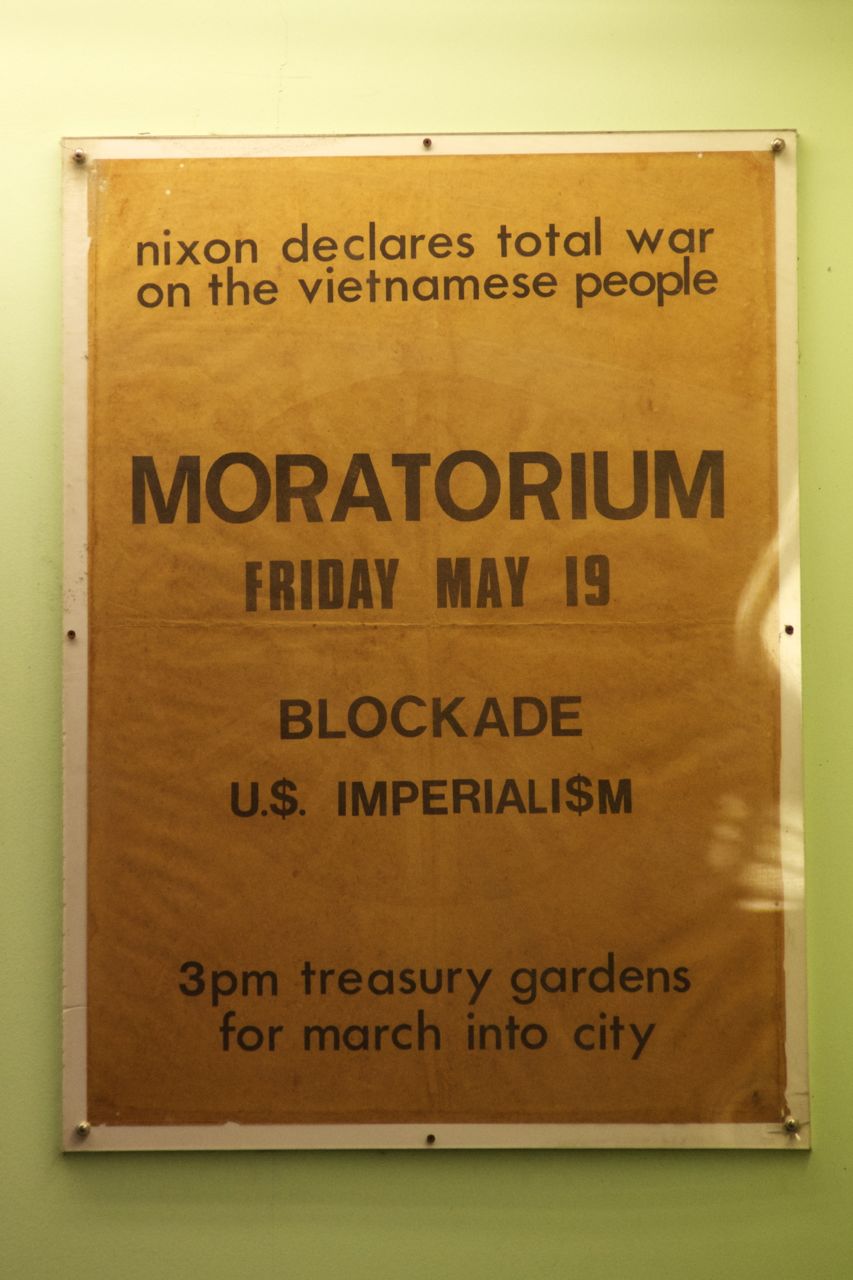 nixon declares total war
on the vietnamese people
MORATORIUM
FRIDAY MAY 19
BLOCKADE
U.$. IMPERIALI$M
3pm treasury gardens
for march into city